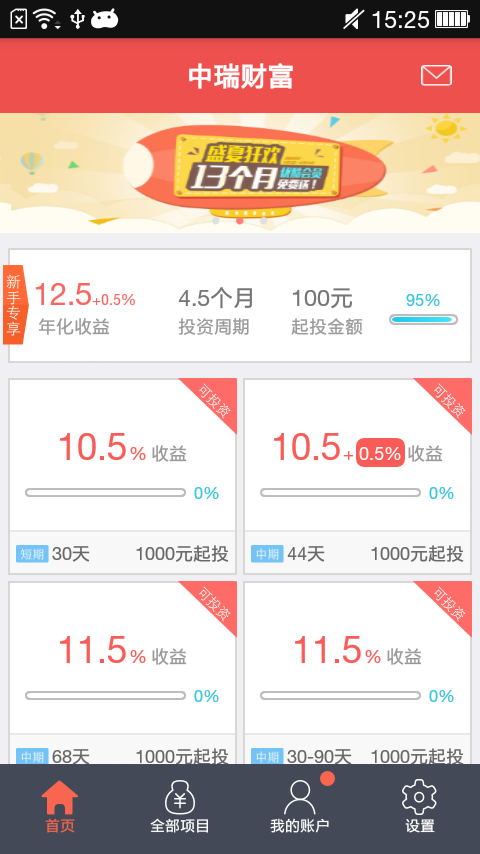 15:25
中瑞财富
盛夏狂欢
13个月
优酷会员
免费送!
新手专享
12.5+0.5%
4.5个月
100元
95%
年化收益
投资周期
起投金额
可投资
10.5% 收益
0%
短期 30天 1000元起投
可投资
10.5+0.5% 收益
0%
中期 44天 1000元起投
可投资
11.5% 收益
0%
中期 68天 1000元起投
可投资
11.5% 收益
0%
中期 30-90天 1000元起投
首页
全部项目
我的账户
设置